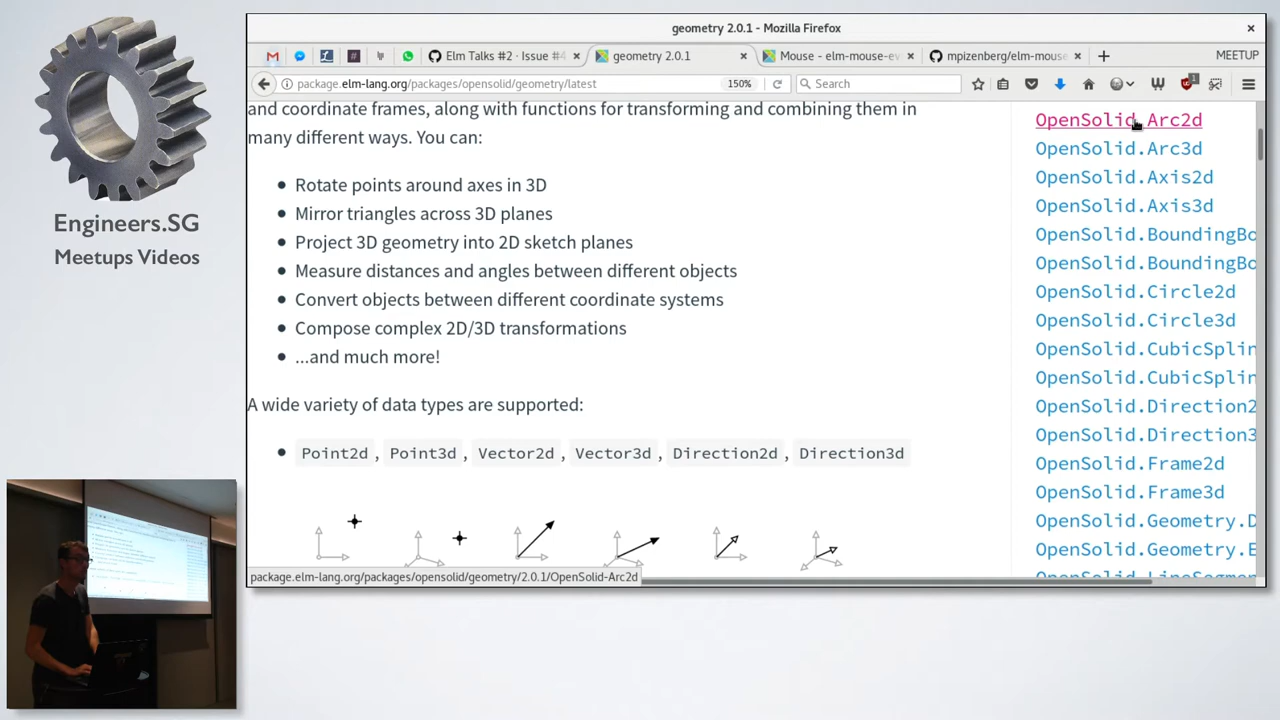 Engineers.SG
Meetups Videos
geometry 2.0.1 - Mozilla Firefox
Elm Talks #2 - Issue #4
geometry 2.0.1
Mouse - elm-mouse-ev
mpizenberg/elm-mouse
MEETUP
package.elm-lang.org/packages/opensolid/geometry/latest
150%
Search
1
and coordinate frames, along with functions for transforming and combining them in
many different ways. You can:
Rotate points around axes in 3D
Mirror triangles across 3D planes
Project 3D geometry into 2D sketch planes
Measure distances and angles between different objects
Convert objects between different coordinate systems
Compose complex 2D/3D transformations
...and much more!
A wide variety of data types are supported:
Point2d , Point3d , Vector2d , Vector3d , Direction2d , Direction3d
OpenSolid.Arc2d
OpenSolid.Arc3d
OpenSolid.Axis2d
OpenSolid.Axis3d
OpenSolid.BoundingBo
OpenSolid.BoundingBo
OpenSolid.Circle2d
OpenSolid.Circle3d
OpenSolid.CubicSplin
OpenSolid.CubicSplin
OpenSolid.Direction2
OpenSolid.Direction3
OpenSolid.Frame2d
OpenSolid.Frame3d
OpenSolid.Geometry.D
OpenSolid.Geometry.E
OpenSolid.LineSegmen
package.elm-lang.org/packages/opensolid/geometry/2.0.1/OpenSolid-Arc2d